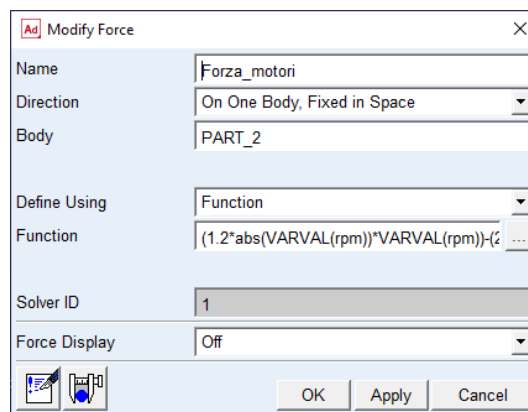 Ad Modify Force
Name Forza_motori
Direction On One Body, Fixed in Space
Body PART_2
Define Using Function
Function (1.2*abs(VARVAL(rpm))*VARVAL(rpm))-(2 ...
Solver ID 1
Force Display Off
OK Apply Cancel